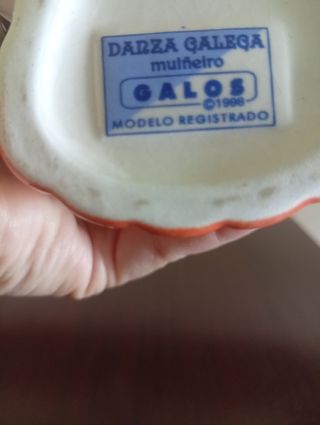 DANZA GALEGA
muiñeiro
GALOS
©1998
MODELO REGISTRADO